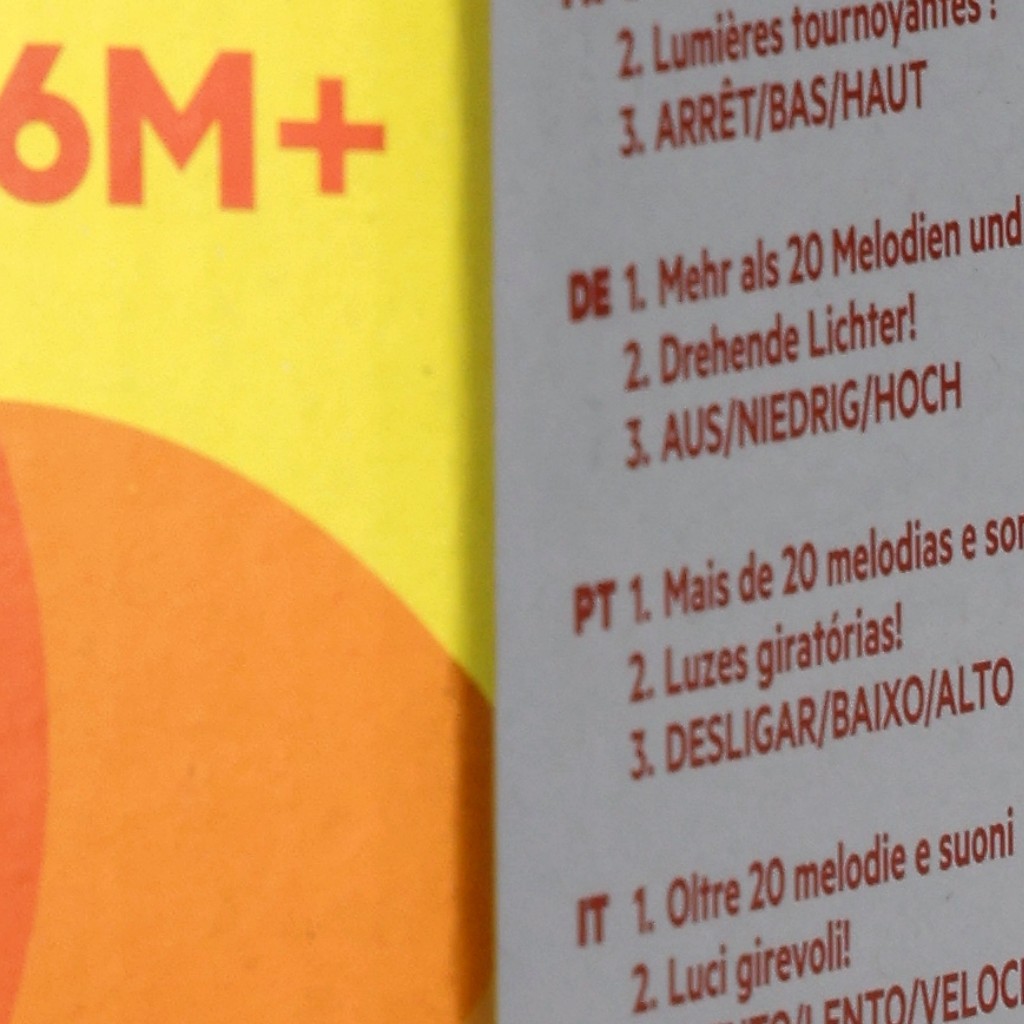 6M+
2. Lumières tournoyantes !
3. ARRÊT/BAS/HAUT
DE 1. Mehr als 20 Melodien und
2. Drehende Lichter!
3. AUS/NIEDRIG/HOCH
PT 1. Mais de 20 melodias e
2. Luzes giratórias!
3. DESLIGAR/BAIXO/ALTO
IT 1. Oltre 20 melodie e suoni
2. Luci girevoli!
/LENTO/VELOC